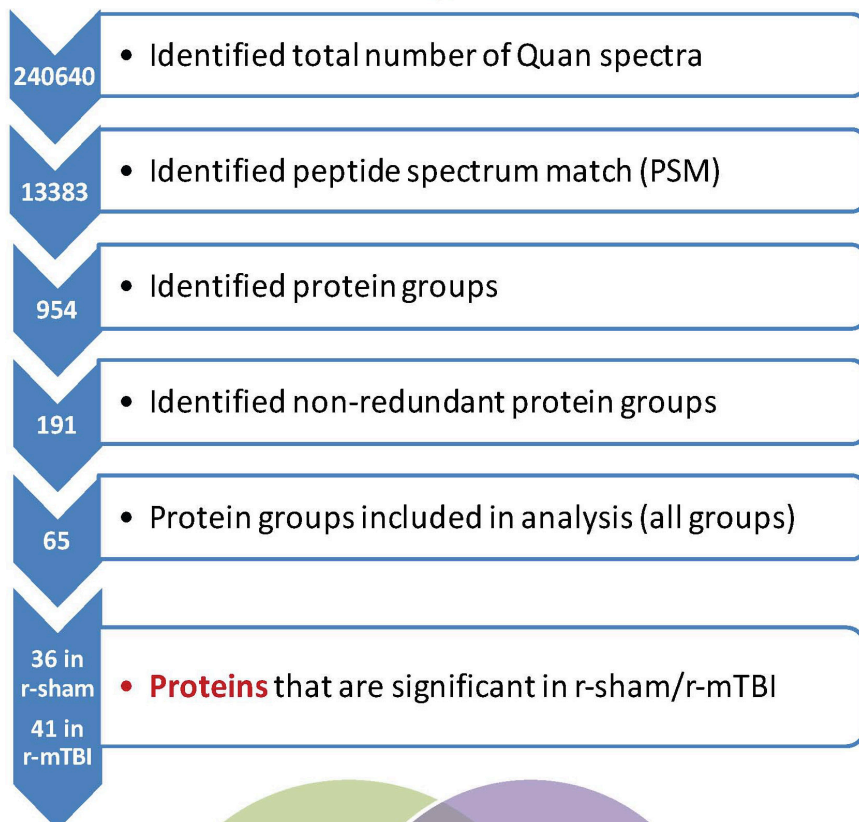 240640
• Identified total number of Quan spectra
13383
• Identified peptide spectrum match (PSM)
954
• Identified protein groups
191
• Identified non-redundant protein groups
65
• Protein groups included in analysis (all groups)
36 in
r-sham
41 in
r-mTBI
• Proteins that are significant in r-sham/r-mTBI